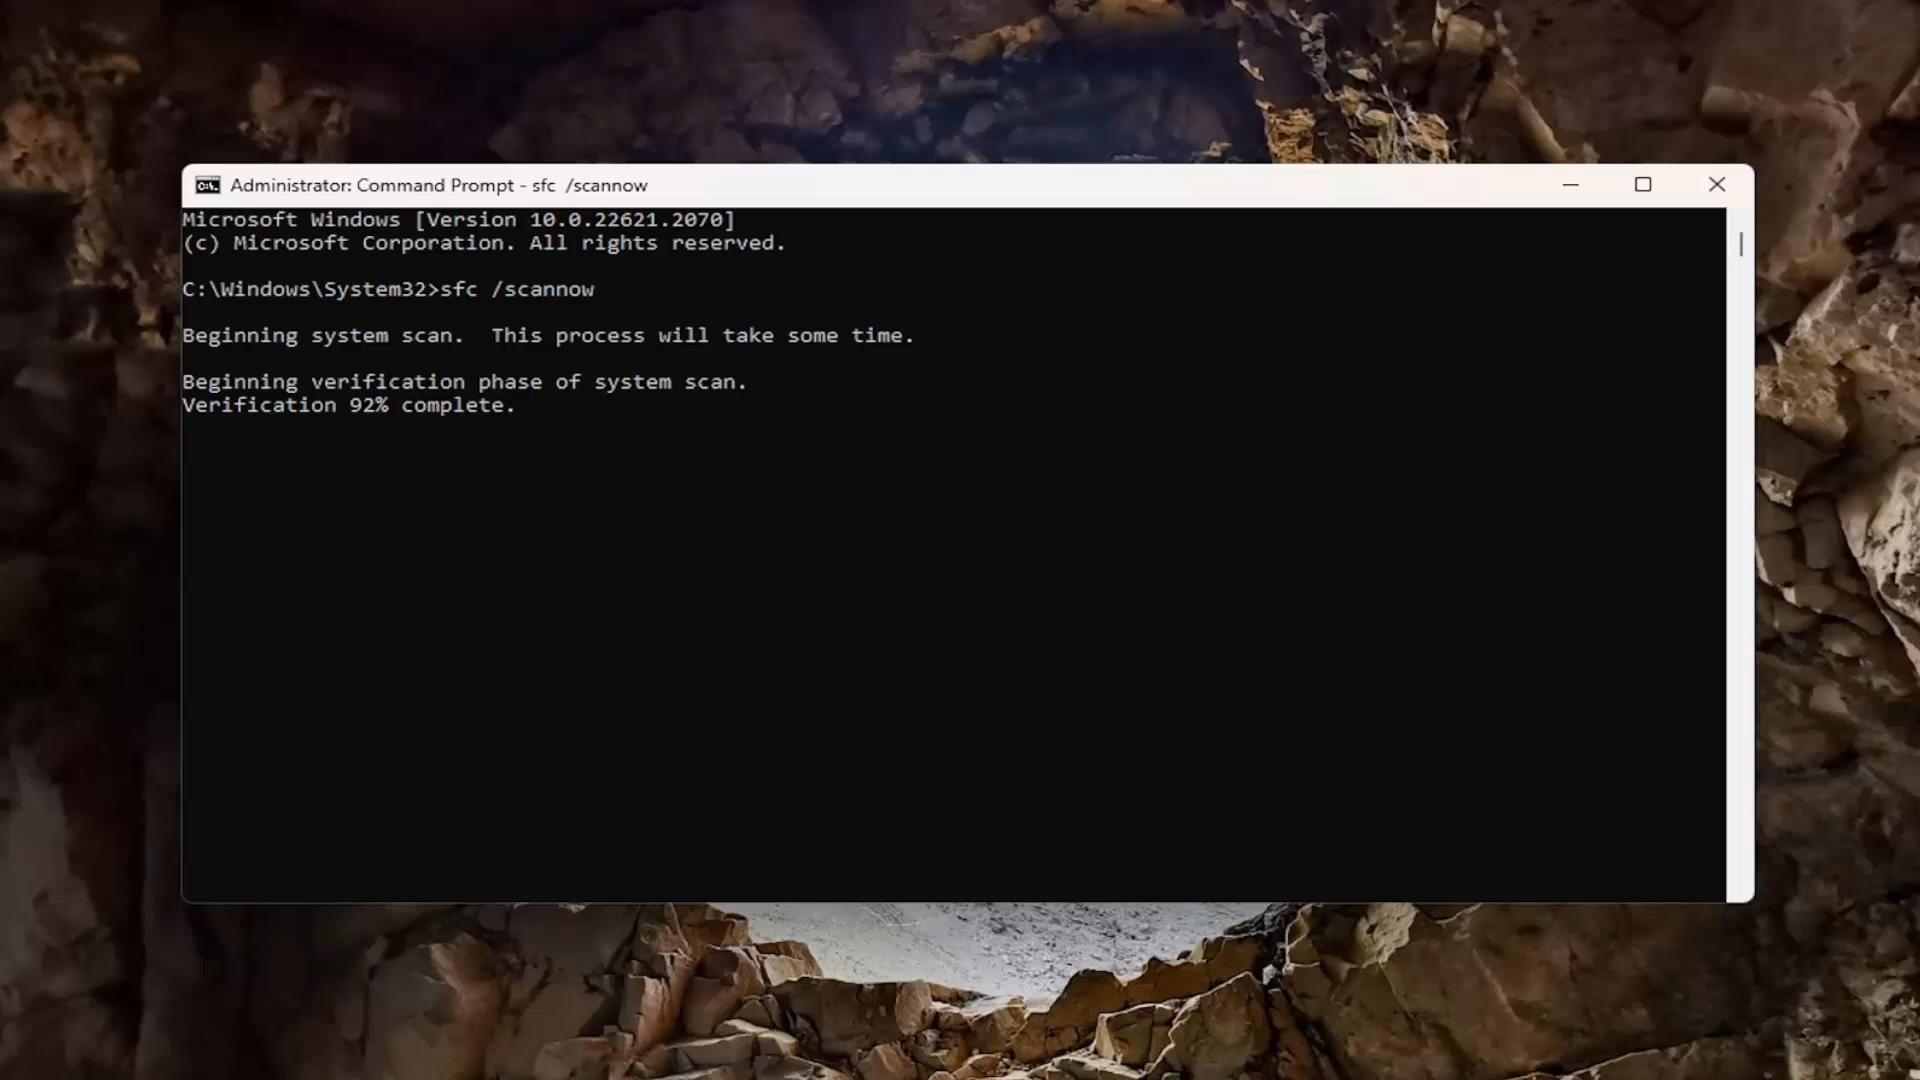 Administrator: Command Prompt - sfc  /scannow
Microsoft Windows [Version 10.0.22621.2070]
(c) Microsoft Corporation. All rights reserved.
C:\Windows\System32>sfc /scannow
Beginning system scan.  This process will take some time.
Beginning verification phase of system scan.
Verification 92% complete.